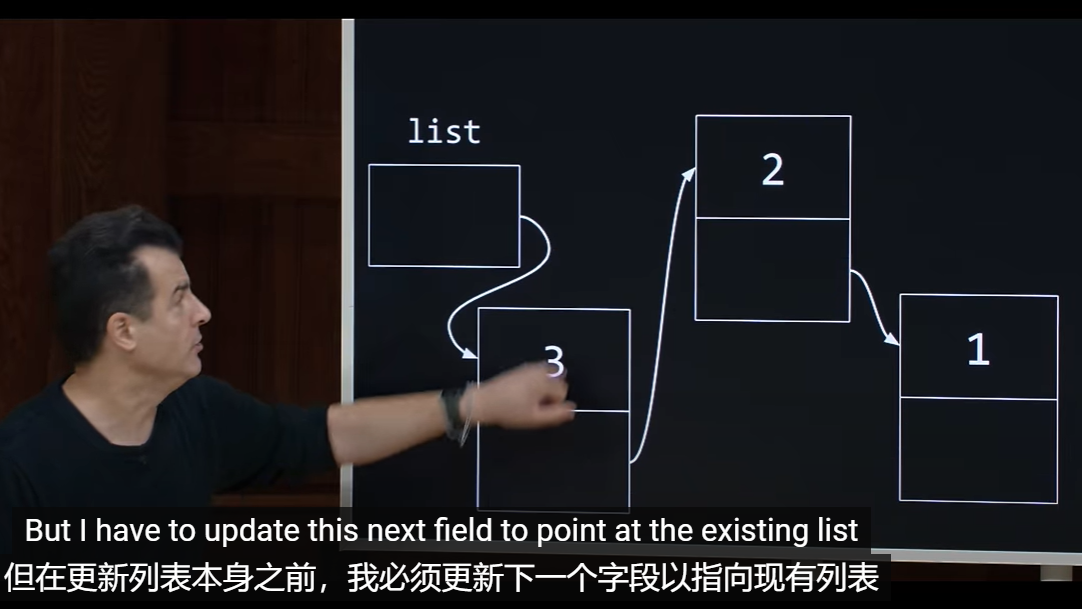 list
2
3
1
But I have to update this next field to point at the existing list
但在更新列表本身之前，我必须更新下一个字段以指向现有列表